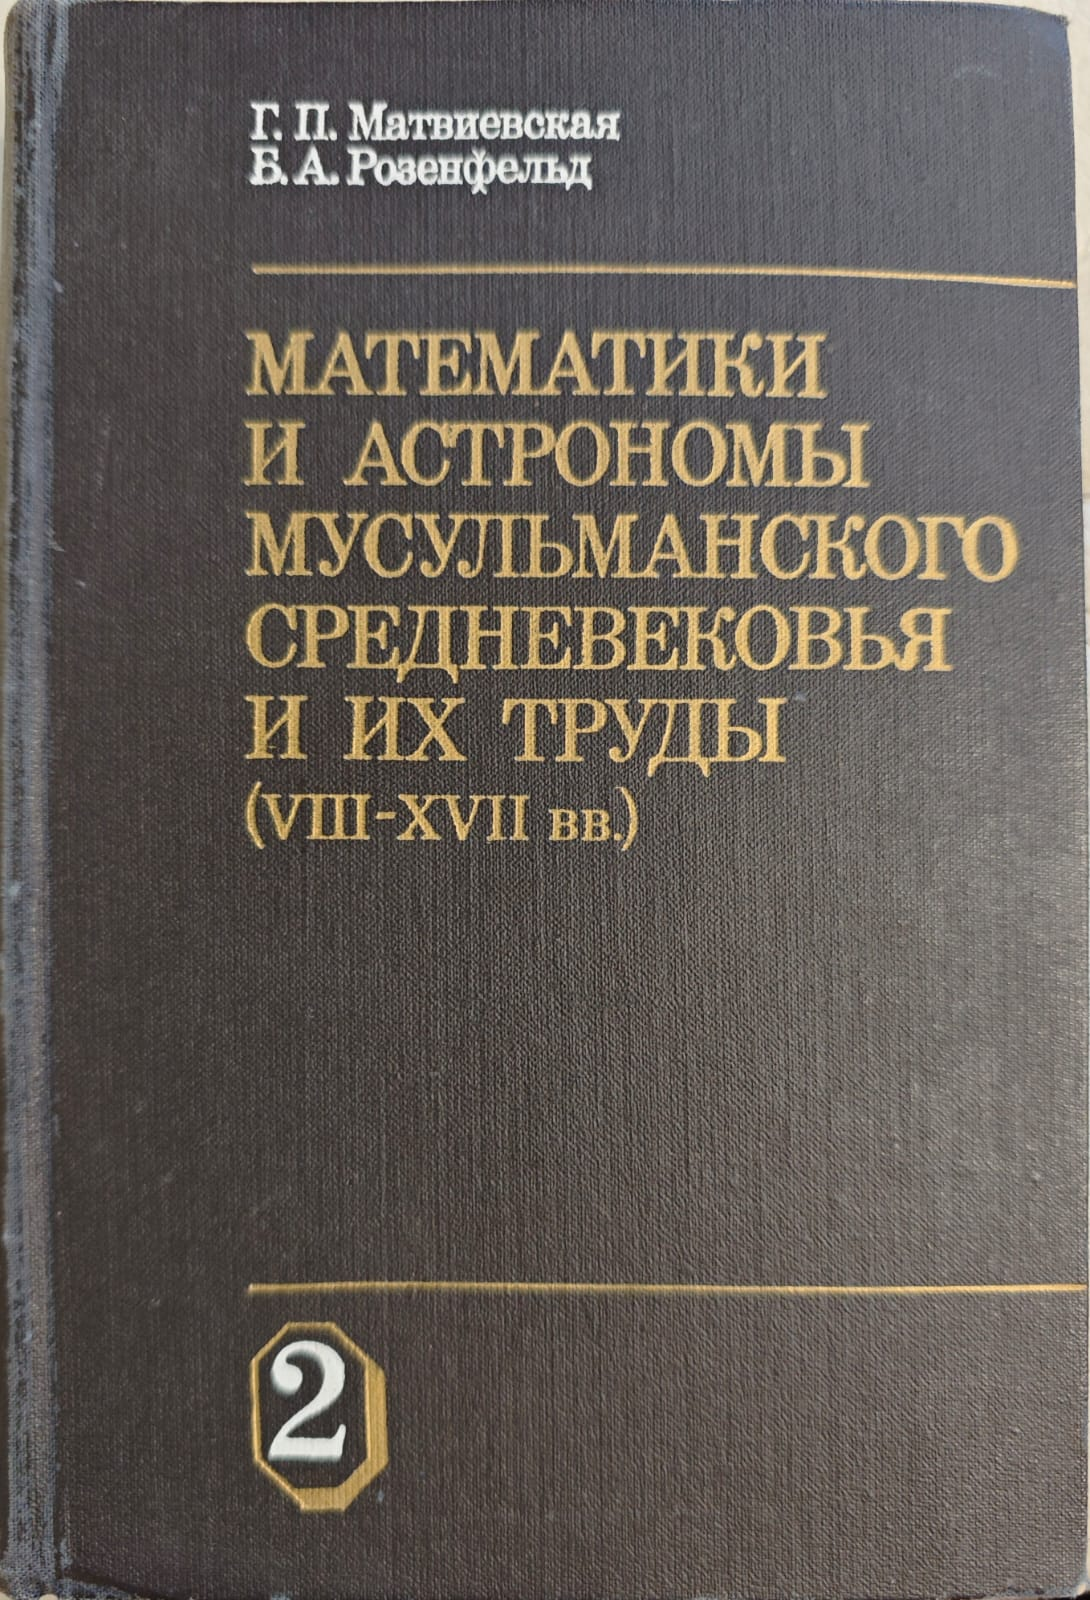 Г. П. Матвиевская
Б. А. Розенфельд
МАТЕМАТИКИ
И АСТРОНОМЫ
МУСУЛЬМАНСКОГО
СРЕДНЕВЕКОВЬЯ
И ИХ ТРУДЫ
(VIII-XVII вв.)
2